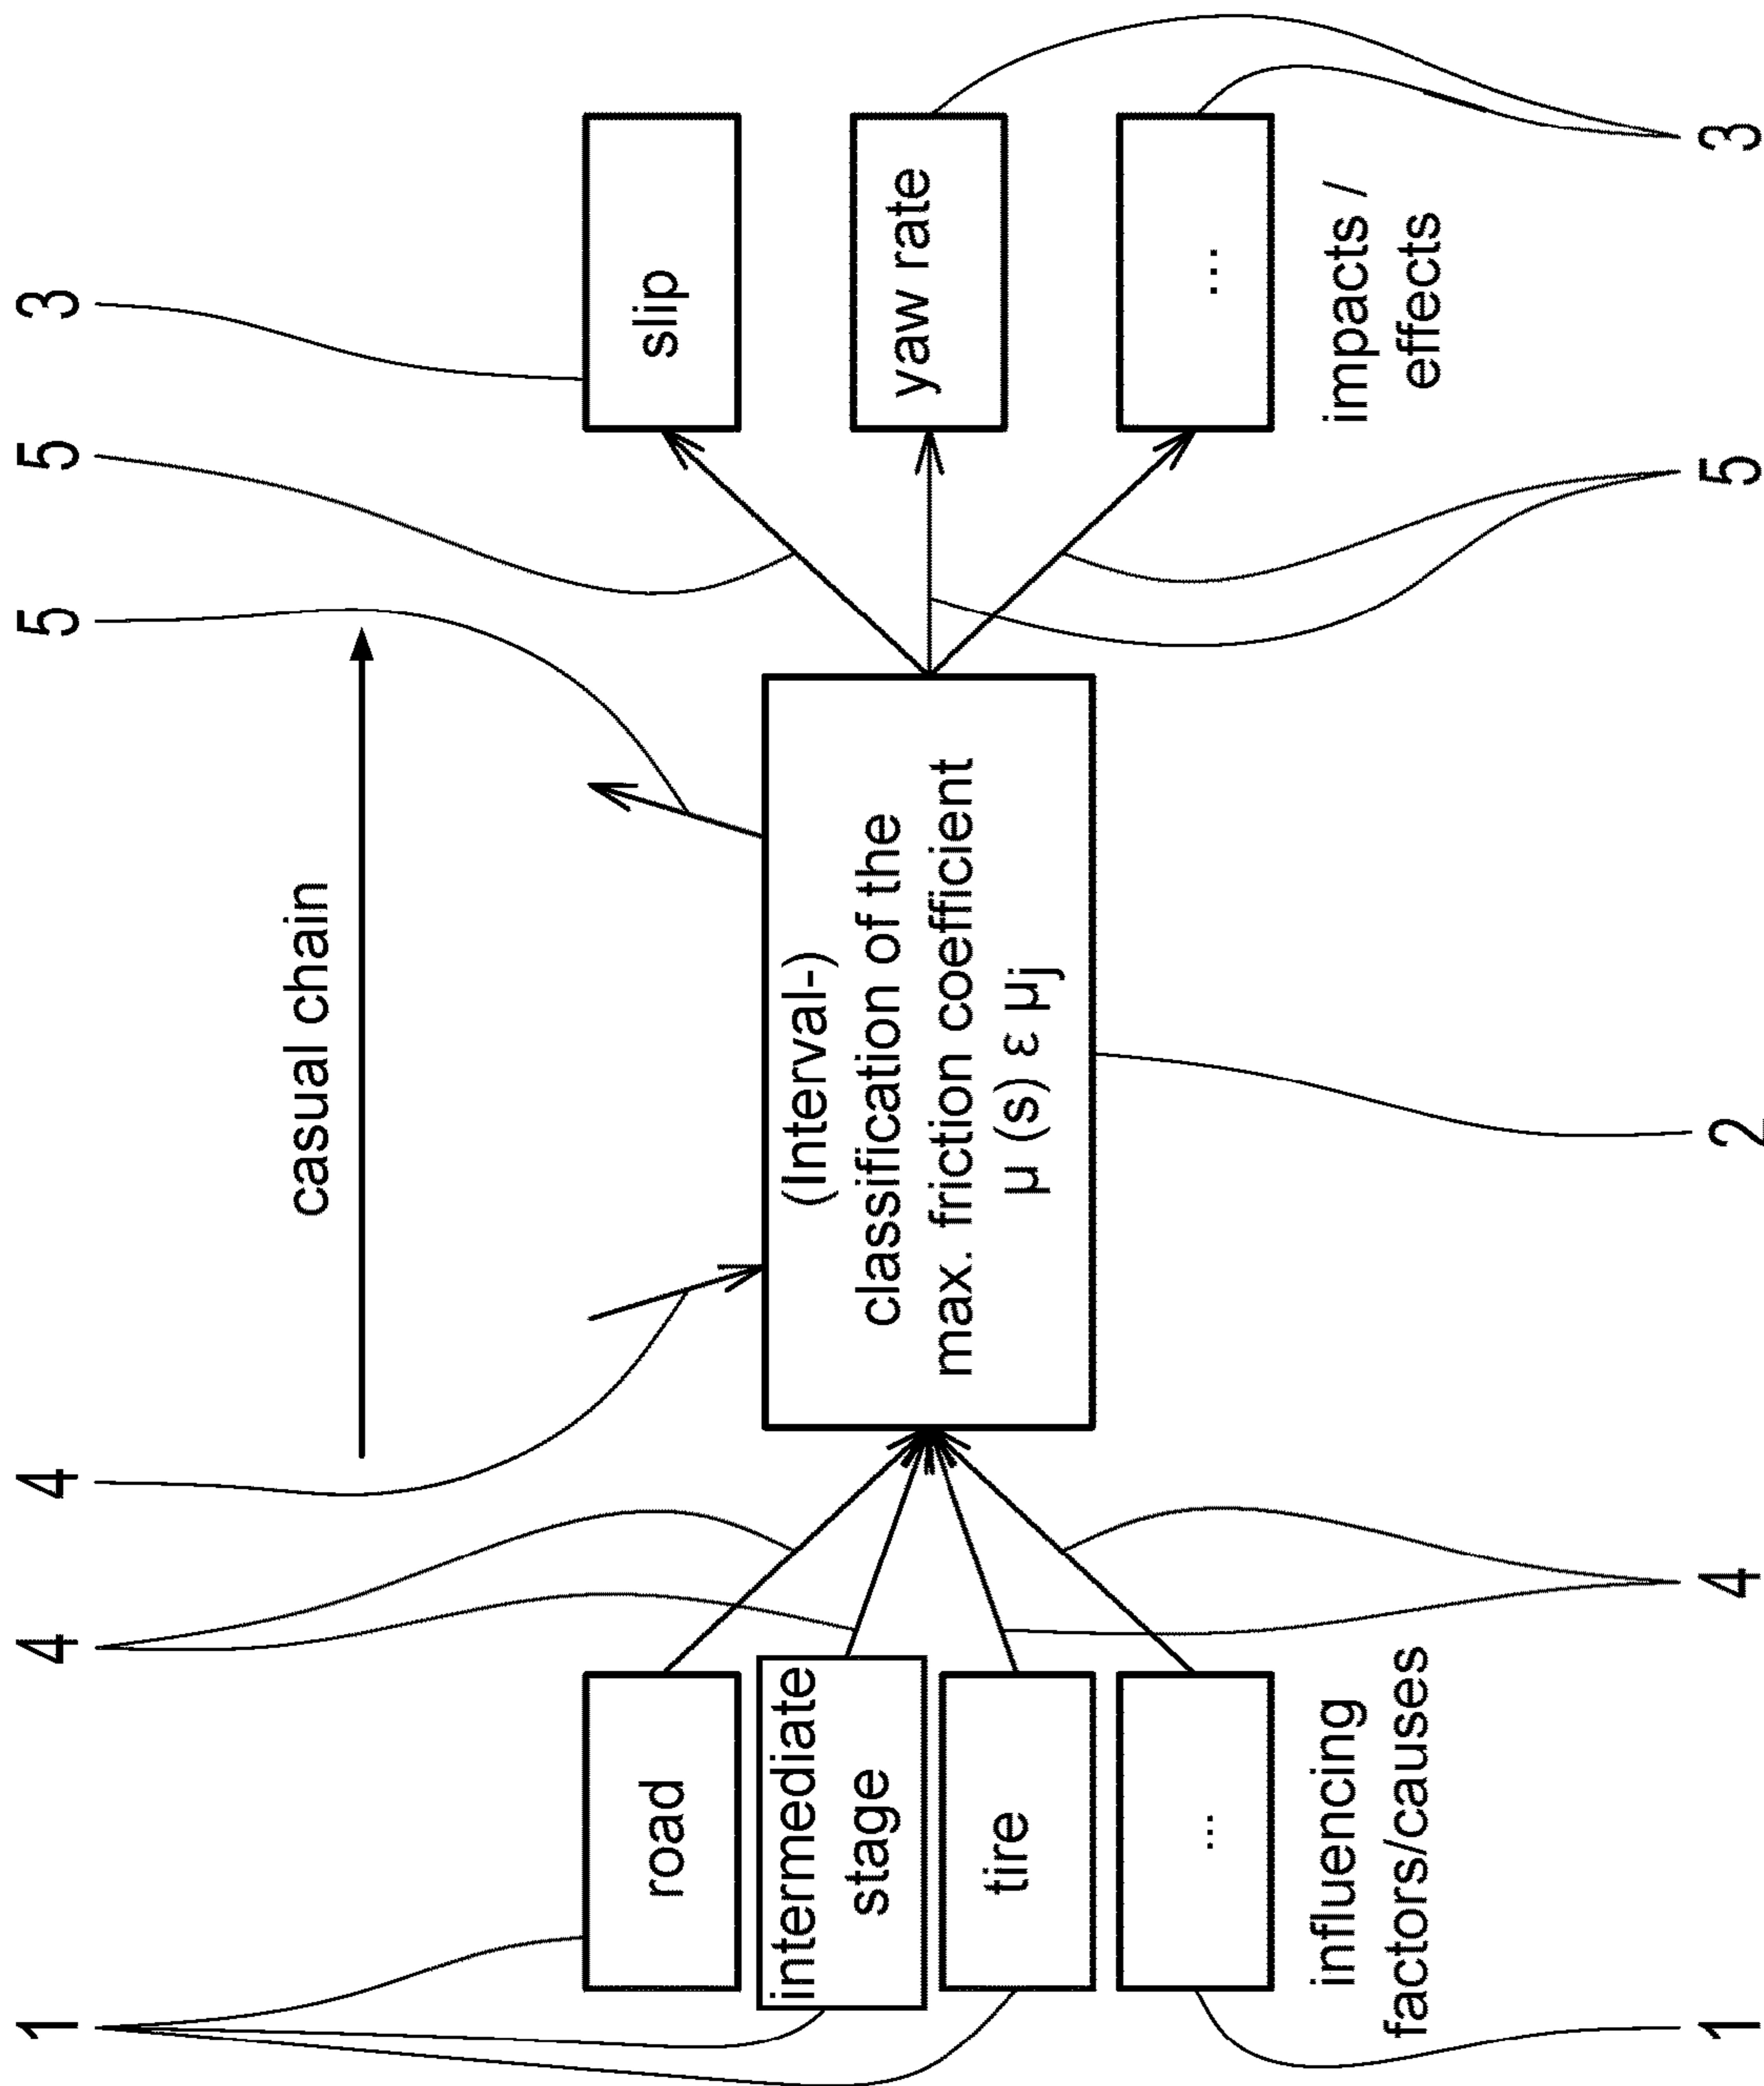 1 4 4 5 5 3
casual chain
road
intermediate
stage
tire
...
influencing
factors/causes
(Interval-)
classification of the
max. friction coefficient
μ (s) ε μj
slip
yaw rate
...
impacts /
effects
1 4 2 5 3